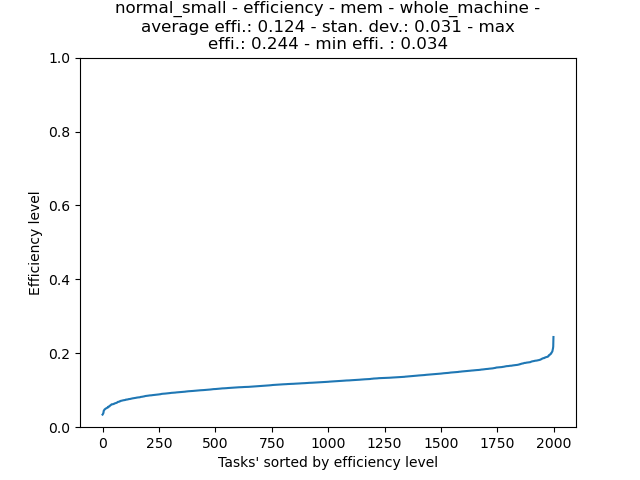 normal_small - efficiency - mem - whole_machine -
average effi.: 0.124 - stan. dev.: 0.031 - max
effi.: 0.244 - min effi. : 0.034
1.0
0.8
0.6
0.4
0.2
0.0
Efficiency level
0 250 500 750 1000 1250 1500 1750 2000
Tasks' sorted by efficiency level